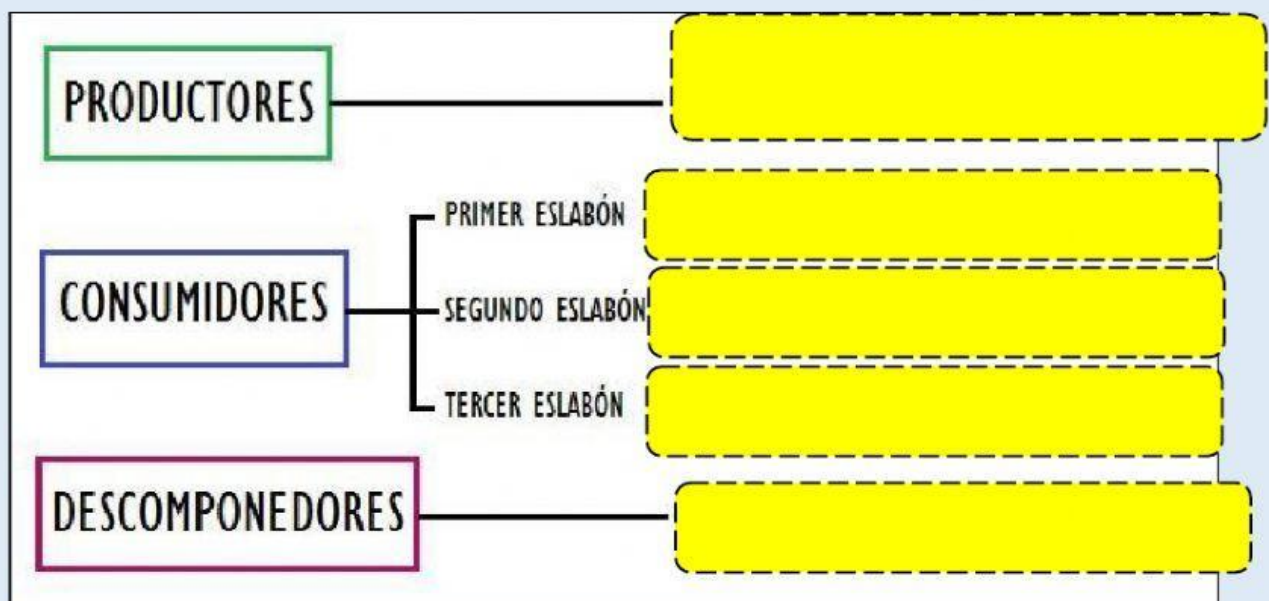 PRODUCTORES
PRIMER ESLABÓN
CONSUMIDORES
SEGUNDO ESLABÓN
TERCER ESLABÓN
DESCOMPONEDORES